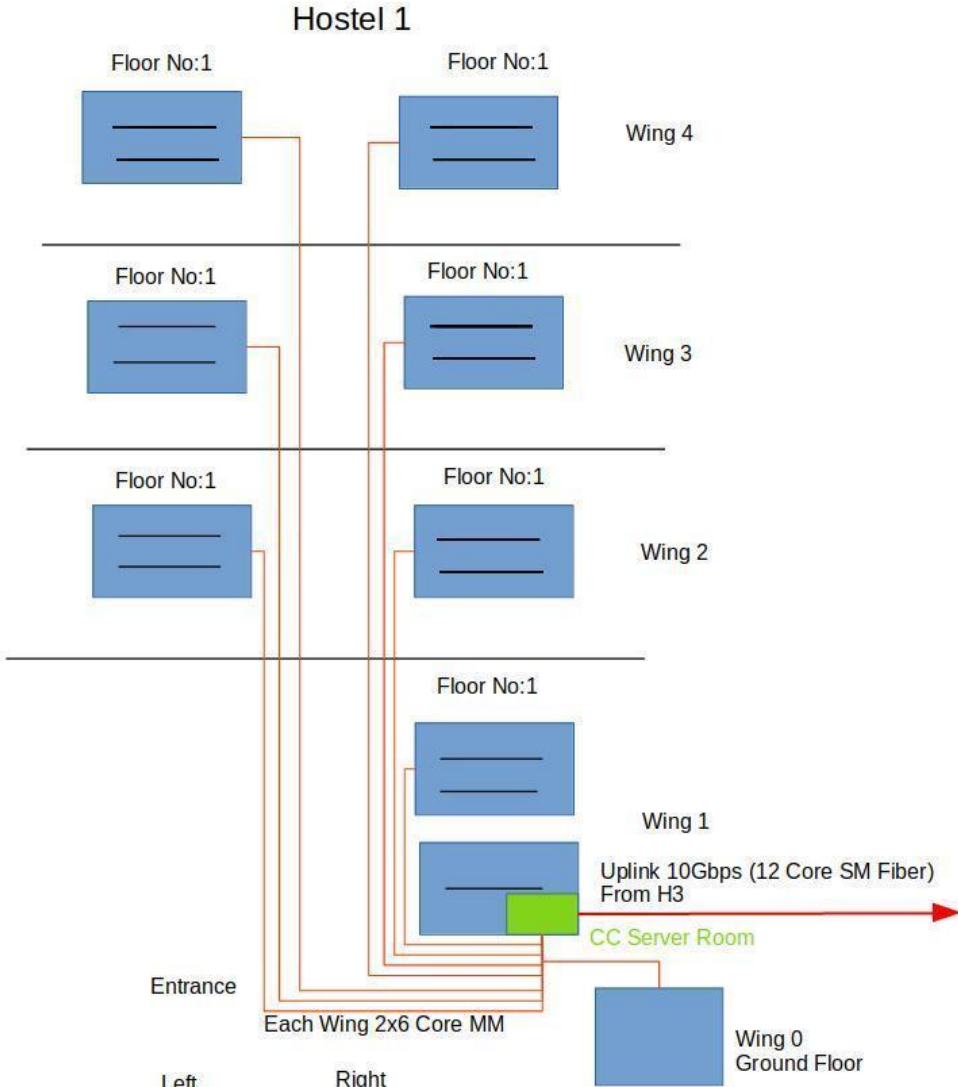 Hostel 1
Floor No:1
Floor No:1
Wing 4
Floor No:1
Floor No:1
Wing 3
Floor No:1
Floor No:1
Wing 2
Floor No:1
Wing 1
Uplink 10Gbps (12 Core SM Fiber)
From H3
CC Server Room
Entrance
Each Wing 2x6 Core MM
Wing 0
Ground Floor
Left
Right